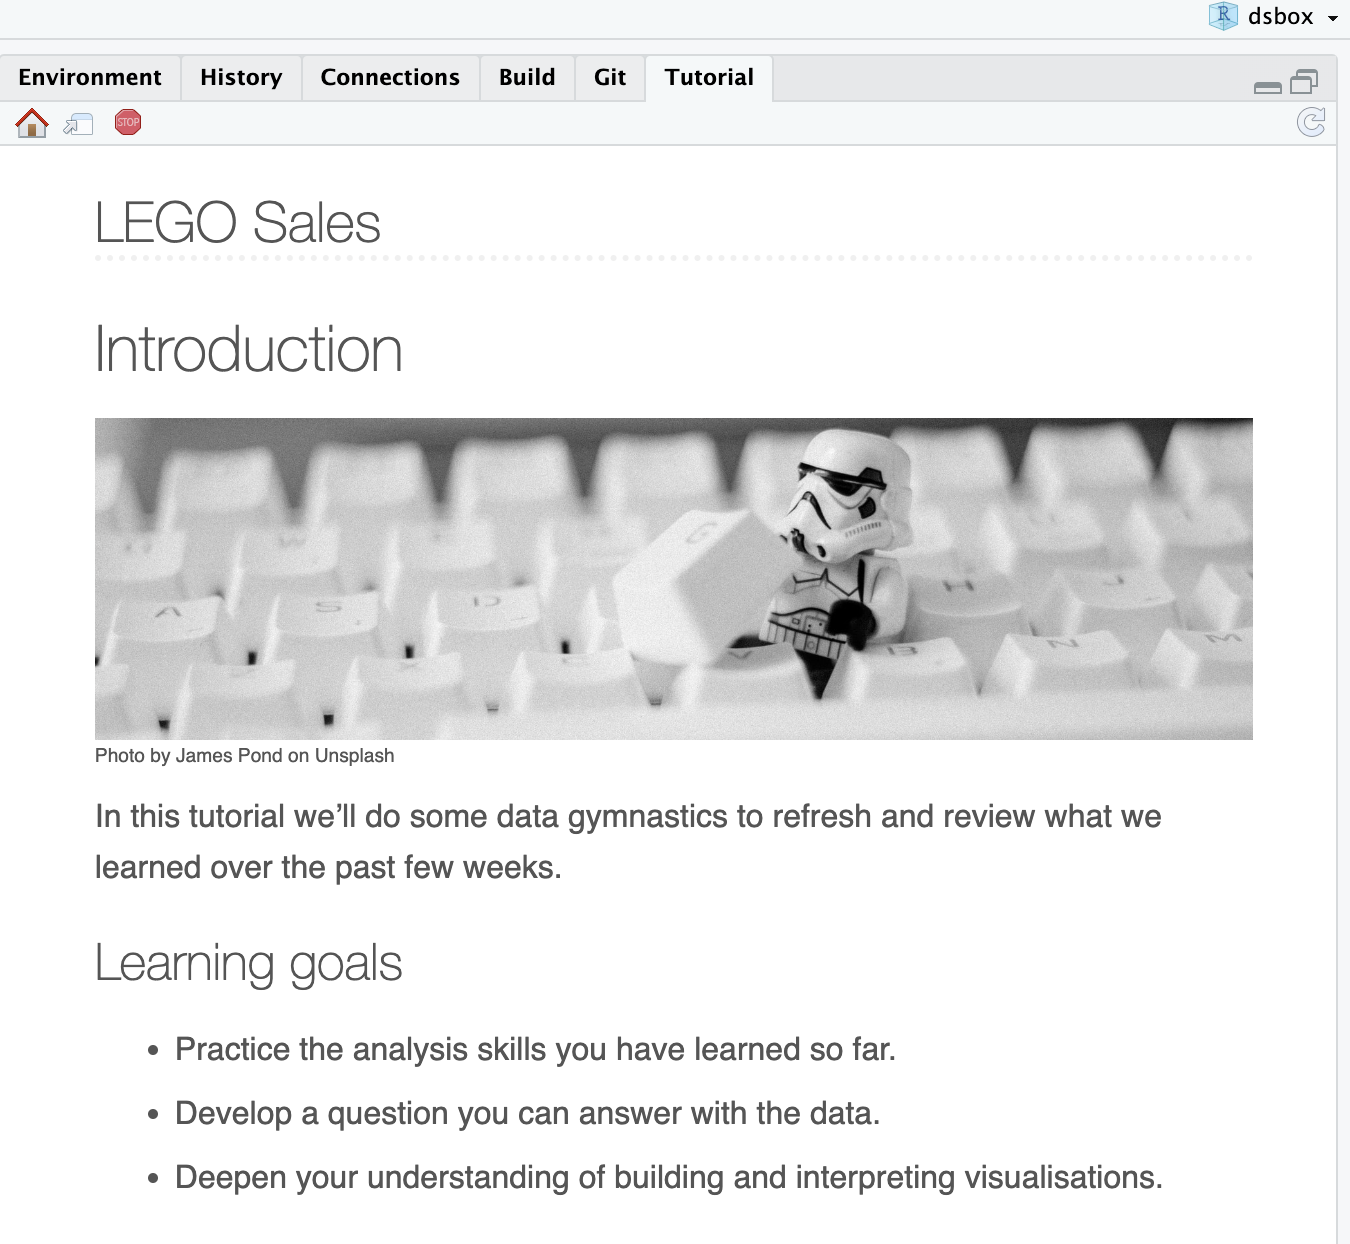 dsbox
Environment History Connections Build Git Tutorial
STOP
LEGO Sales
Introduction
G
W
A S D H J
X C V B N M
Photo by James Pond on Unsplash
In this tutorial we’ll do some data gymnastics to refresh and review what we
learned over the past few weeks.
Learning goals
• Practice the analysis skills you have learned so far.
• Develop a question you can answer with the data.
• Deepen your understanding of building and interpreting visualisations.